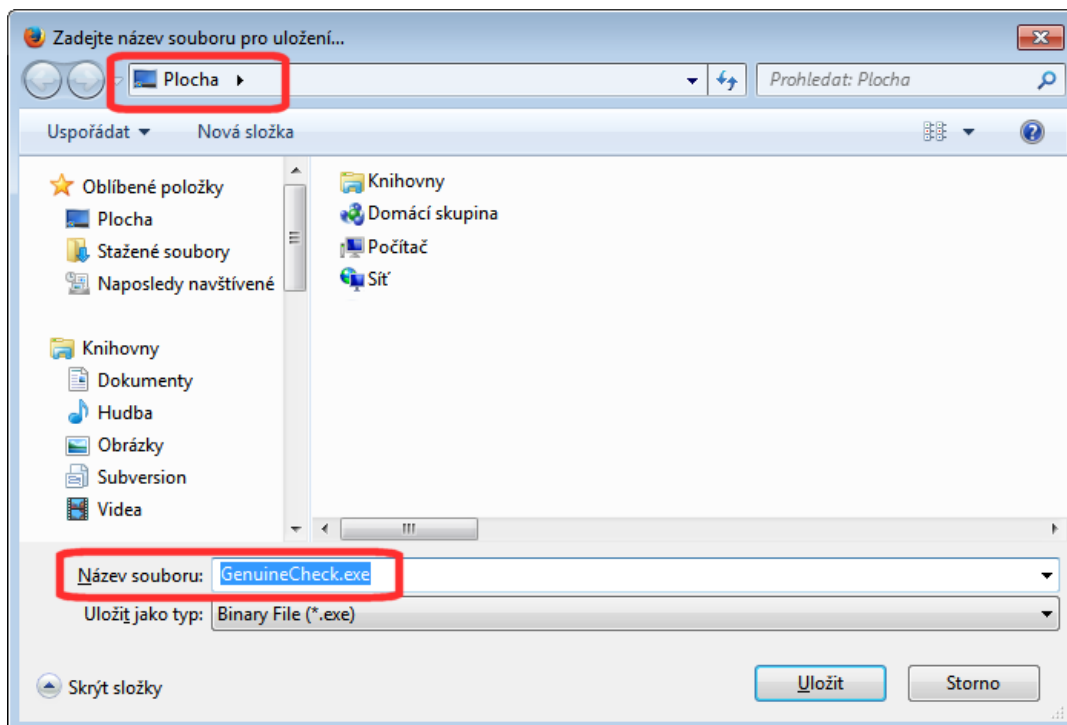 Zadejte název souboru pro uložení...
Plocha
Prohledat: Plocha
Uspořádat
Nová složka
Oblíbené položky
Plocha
Stažené soubory
Naposledy navštívené
Knihovny
Dokumenty
Hudba
Obrázky
Subversion
Videa
Knihovny
Domácí skupina
Počítač
Síť
Název souboru: GenuineCheck.exe
Uložit jako typ: Binary File (*.exe)
Skrýt složky
Uložit
Storno